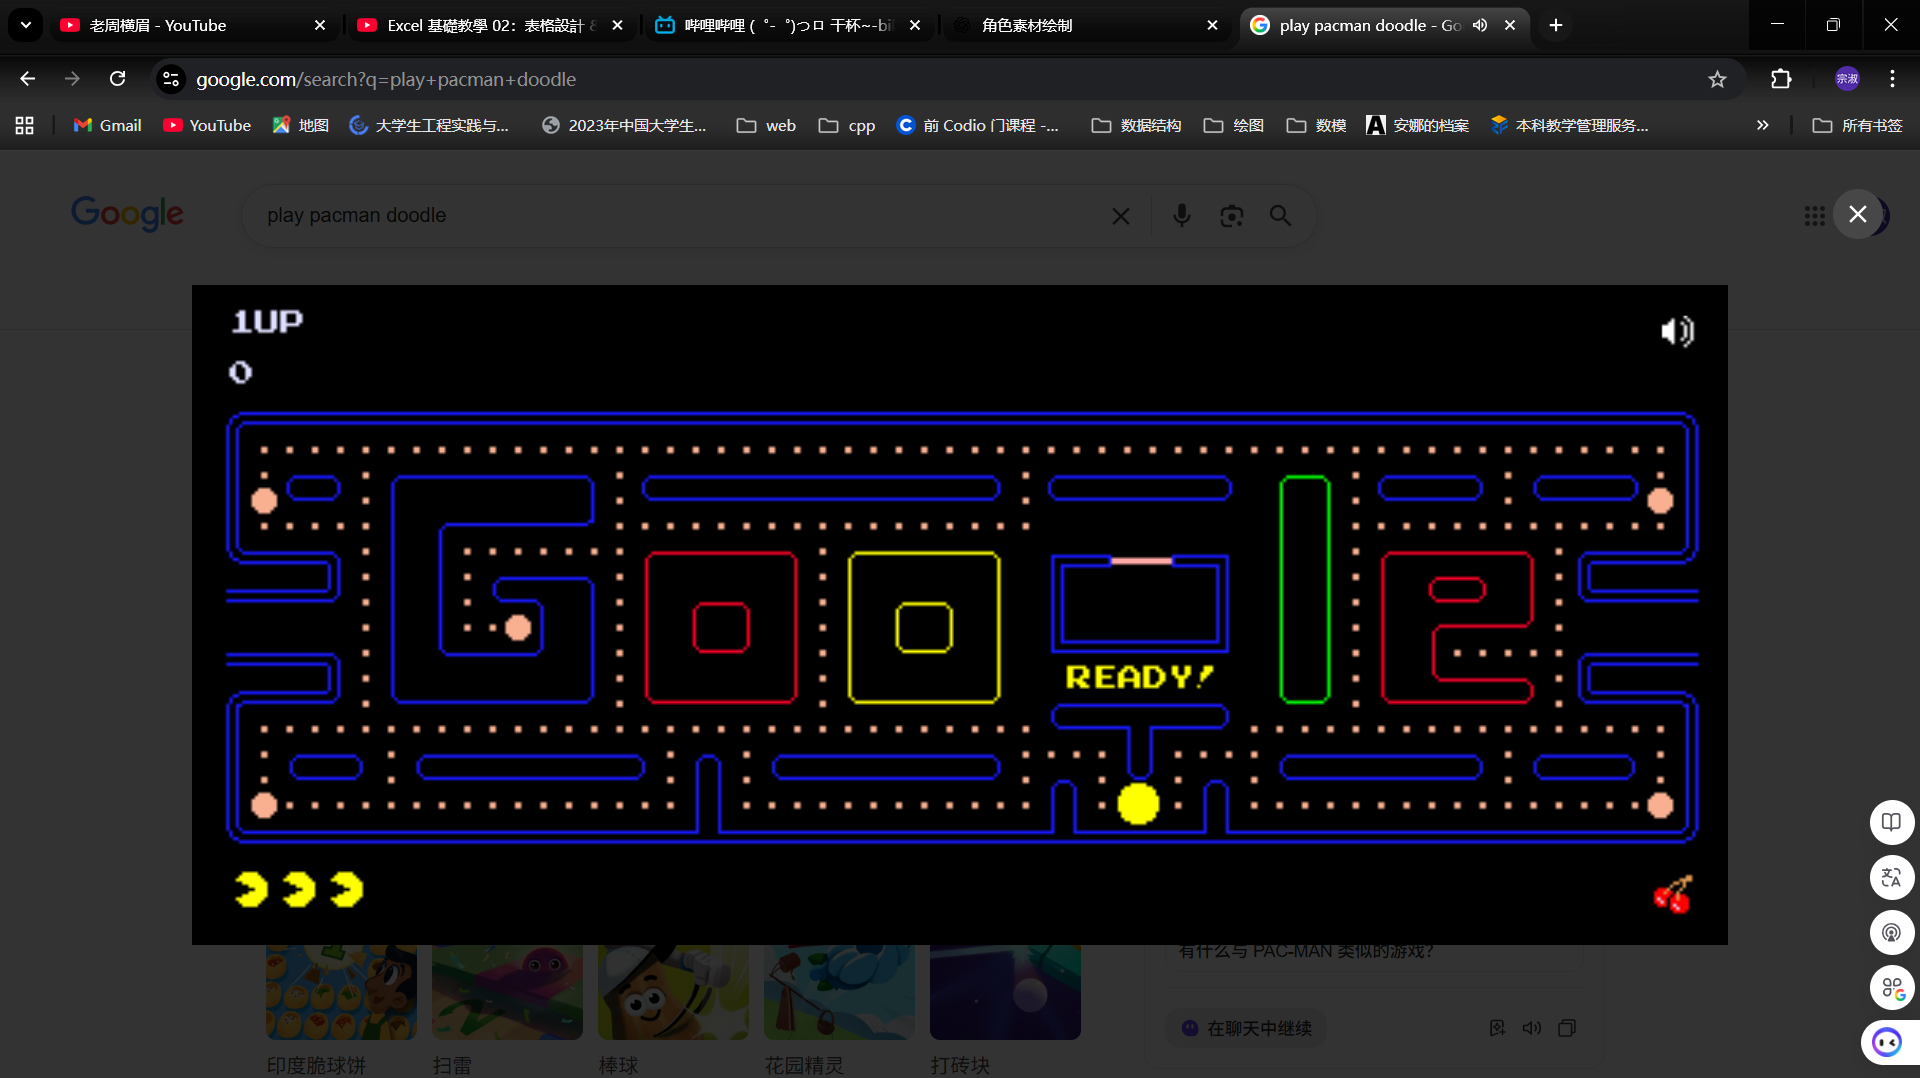 老周横眉 - YouTube
Excel 基礎教學 02：表格設計 &
哔哩哔哩 (゜-゜)つロ 干杯~-bili
角色素材绘制
play pacman doodle - Go
google.com/search?q=play+pacman+doodle
宗淑
Gmail
YouTube
地图
大学生工程实践与...
2023年中国大学生...
web
cpp
前 Codio 门课程 -...
数据结构
绘图
数模
安娜的档案
本科教学管理服务...
所有书签
Google
play pacman doodle
1UP
0
READY!
有什么与 PAC-MAN 类似的游戏?
在聊天中继续
印度脆球饼
扫雷
棒球
花园精灵
打砖块